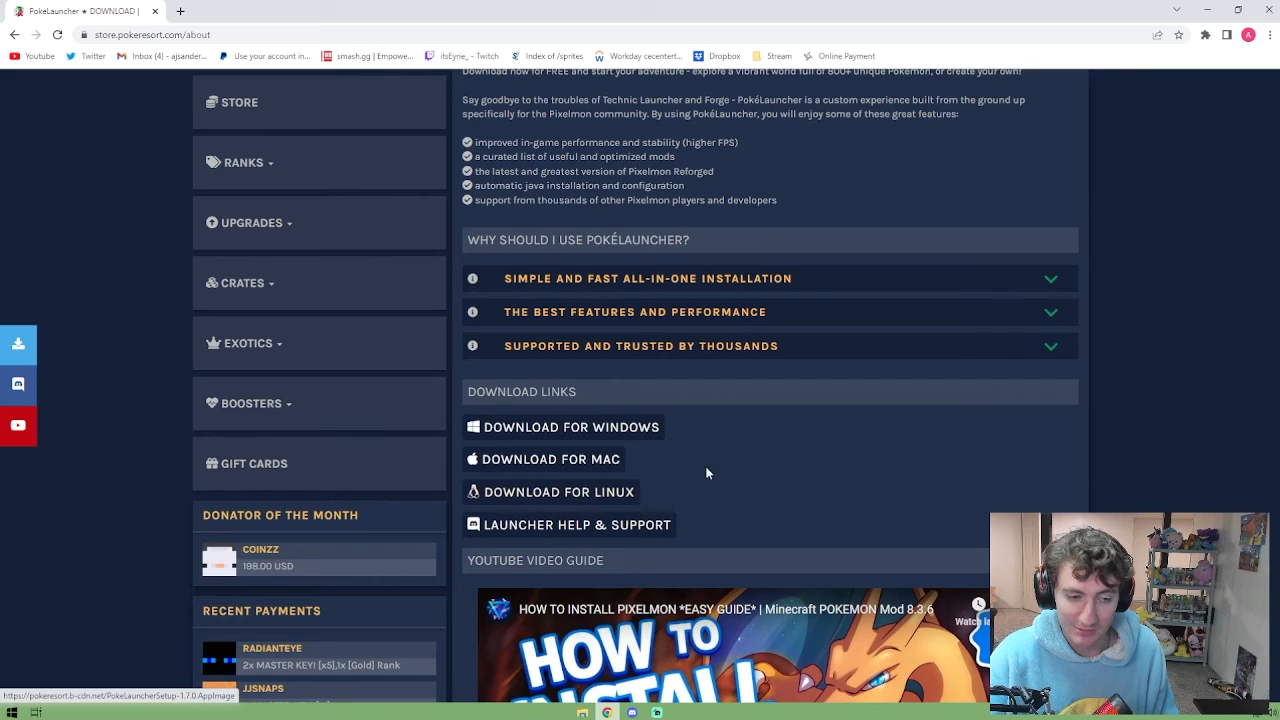 PokeLauncher ★ DOWNLOAD |
store.pokeresort.com/about
A
Youtube
Twitter
Inbox (4) - ajsander...
Use your account in...
smash.gg | Empowe...
itsEyne_ - Twitch
Index of /sprites
Workday cecentert...
Dropbox
Stream
Online Payment
Download now for FREE and start your adventure - explore a vibrant world full of 800+ unique Pokémon, or create your own!
Say goodbye to the troubles of Technic Launcher and Forge - PokéLauncher is a custom experience built from the ground up
specifically for the Pixelmon community. By using PokéLauncher, you will enjoy some of these great features:
improved in-game performance and stability (higher FPS)
a curated list of useful and optimized mods
the latest and greatest version of Pixelmon Reforged
automatic java installation and configuration
support from thousands of other Pixelmon players and developers
STORE
RANKS
UPGRADES
CRATES
EXOTICS
BOOSTERS
GIFT CARDS
WHY SHOULD I USE POKÉLAUNCHER?
SIMPLE AND FAST ALL-IN-ONE INSTALLATION
THE BEST FEATURES AND PERFORMANCE
SUPPORTED AND TRUSTED BY THOUSANDS
DOWNLOAD LINKS
DOWNLOAD FOR WINDOWS
DOWNLOAD FOR MAC
DOWNLOAD FOR LINUX
LAUNCHER HELP & SUPPORT
DONATOR OF THE MONTH
COINZZ
198.00 USD
RECENT PAYMENTS
RADIANTEYE
2x MASTER KEY! [x5],1x [Gold] Rank
JJSNAPS
YOUTUBE VIDEO GUIDE
HOW TO INSTALL PIXELMON *EASY GUIDE* | Minecraft POKEMON Mod 8.3.6
Watch la
HOW TO
INSTALL
https://pokeresort.b-cdn.net/PokeLauncherSetup-1.7.0.AppImage